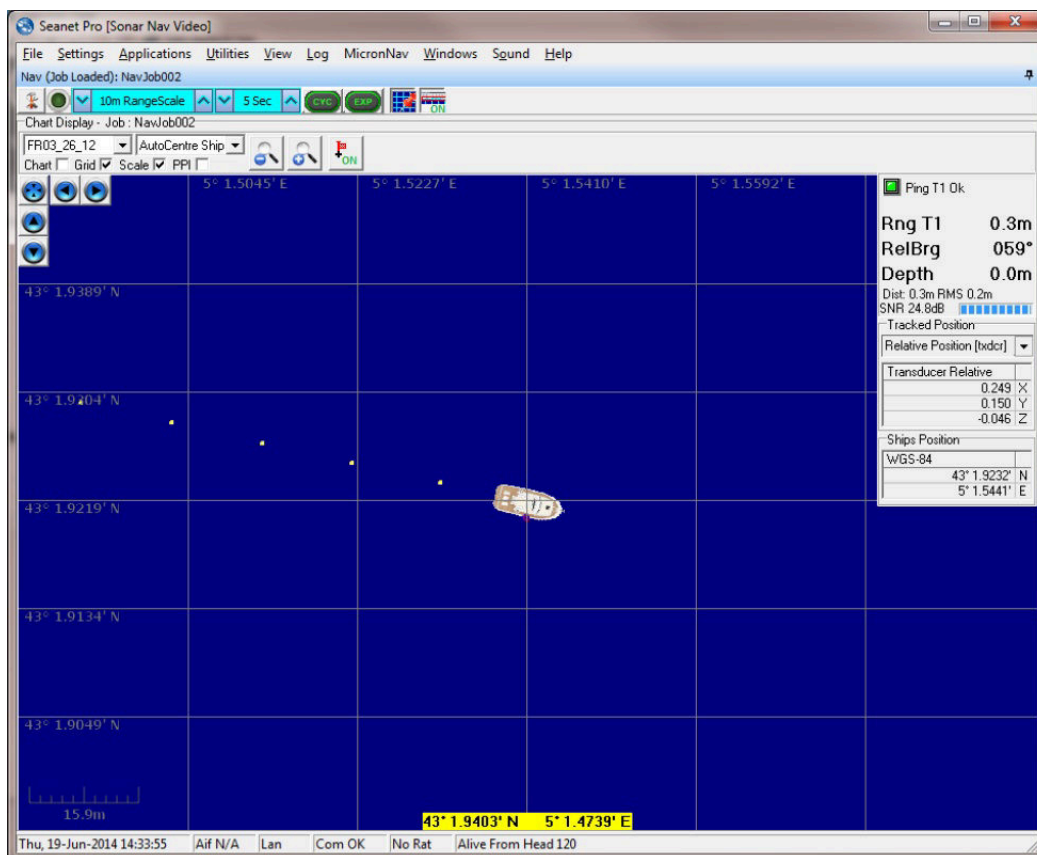 Seanet Pro [Sonar Nav Video]
File Settings Applications Utilities View Log MicronNav Windows Sound Help
Nav (Job Loaded): NavJob002
10m RangeScale 5 Sec CYC EXP ON
Chart Display - Job : NavJob002
FR03_26_12 AutoCentre Ship ON
Chart Grid Scale PPI
5° 1.5045' E 5° 1.5227' E 5° 1.5410' E 5° 1.5592' E
Ping T1 Ok
Rng T1 0.3m
RelBrg 059°
Depth 0.0m
Dist: 0.3m RMS 0.2m
SNR 24.8dB
Tracked Position
Relative Position [txdcr]
Transducer Relative
0.249 X
0.150 Y
-0.046 Z
Ships Position
WGS-84
43° 1.9232' N
5° 1.5441' E
43° 1.9389' N
43° 1.9304' N
43° 1.9219' N
43° 1.9134' N
43° 1.9049' N
15.9m
43° 1.9403' N 5° 1.4739' E
Thu, 19-Jun-2014 14:33:55 Aif N/A Lan Com OK No Rat Alive From Head 120